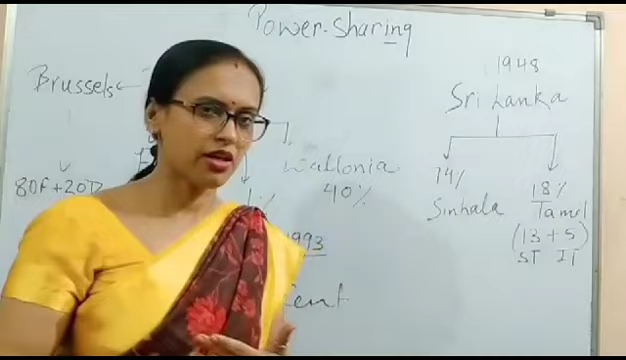 Power-Sharing
1948
Brussels
Sri Lanka
Wallonia
40%
74%
18%
Sinhala
Tamil
80F+20D
(13+5)
ST IT
1993